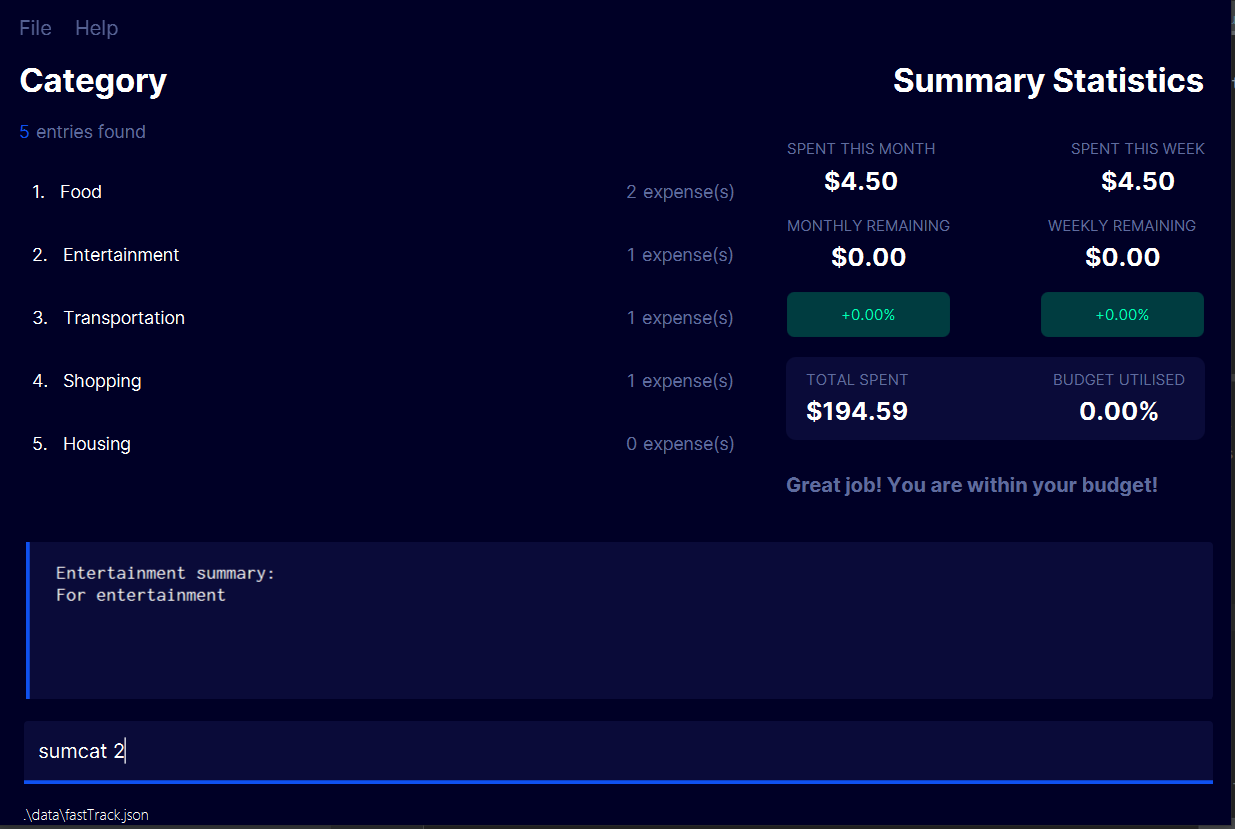 File Help
Category
5 entries found
1. Food 2 expense(s)
2. Entertainment 1 expense(s)
3. Transportation 1 expense(s)
4. Shopping 1 expense(s)
5. Housing 0 expense(s)
Summary Statistics
SPENT THIS MONTH SPENT THIS WEEK
$4.50 $4.50
MONTHLY REMAINING WEEKLY REMAINING
$0.00 $0.00
+0.00% +0.00%
TOTAL SPENT BUDGET UTILISED
$194.59 0.00%
Great job! You are within your budget!
Entertainment summary:
For entertainment
sumcat 2
.\data\fastTrack.json